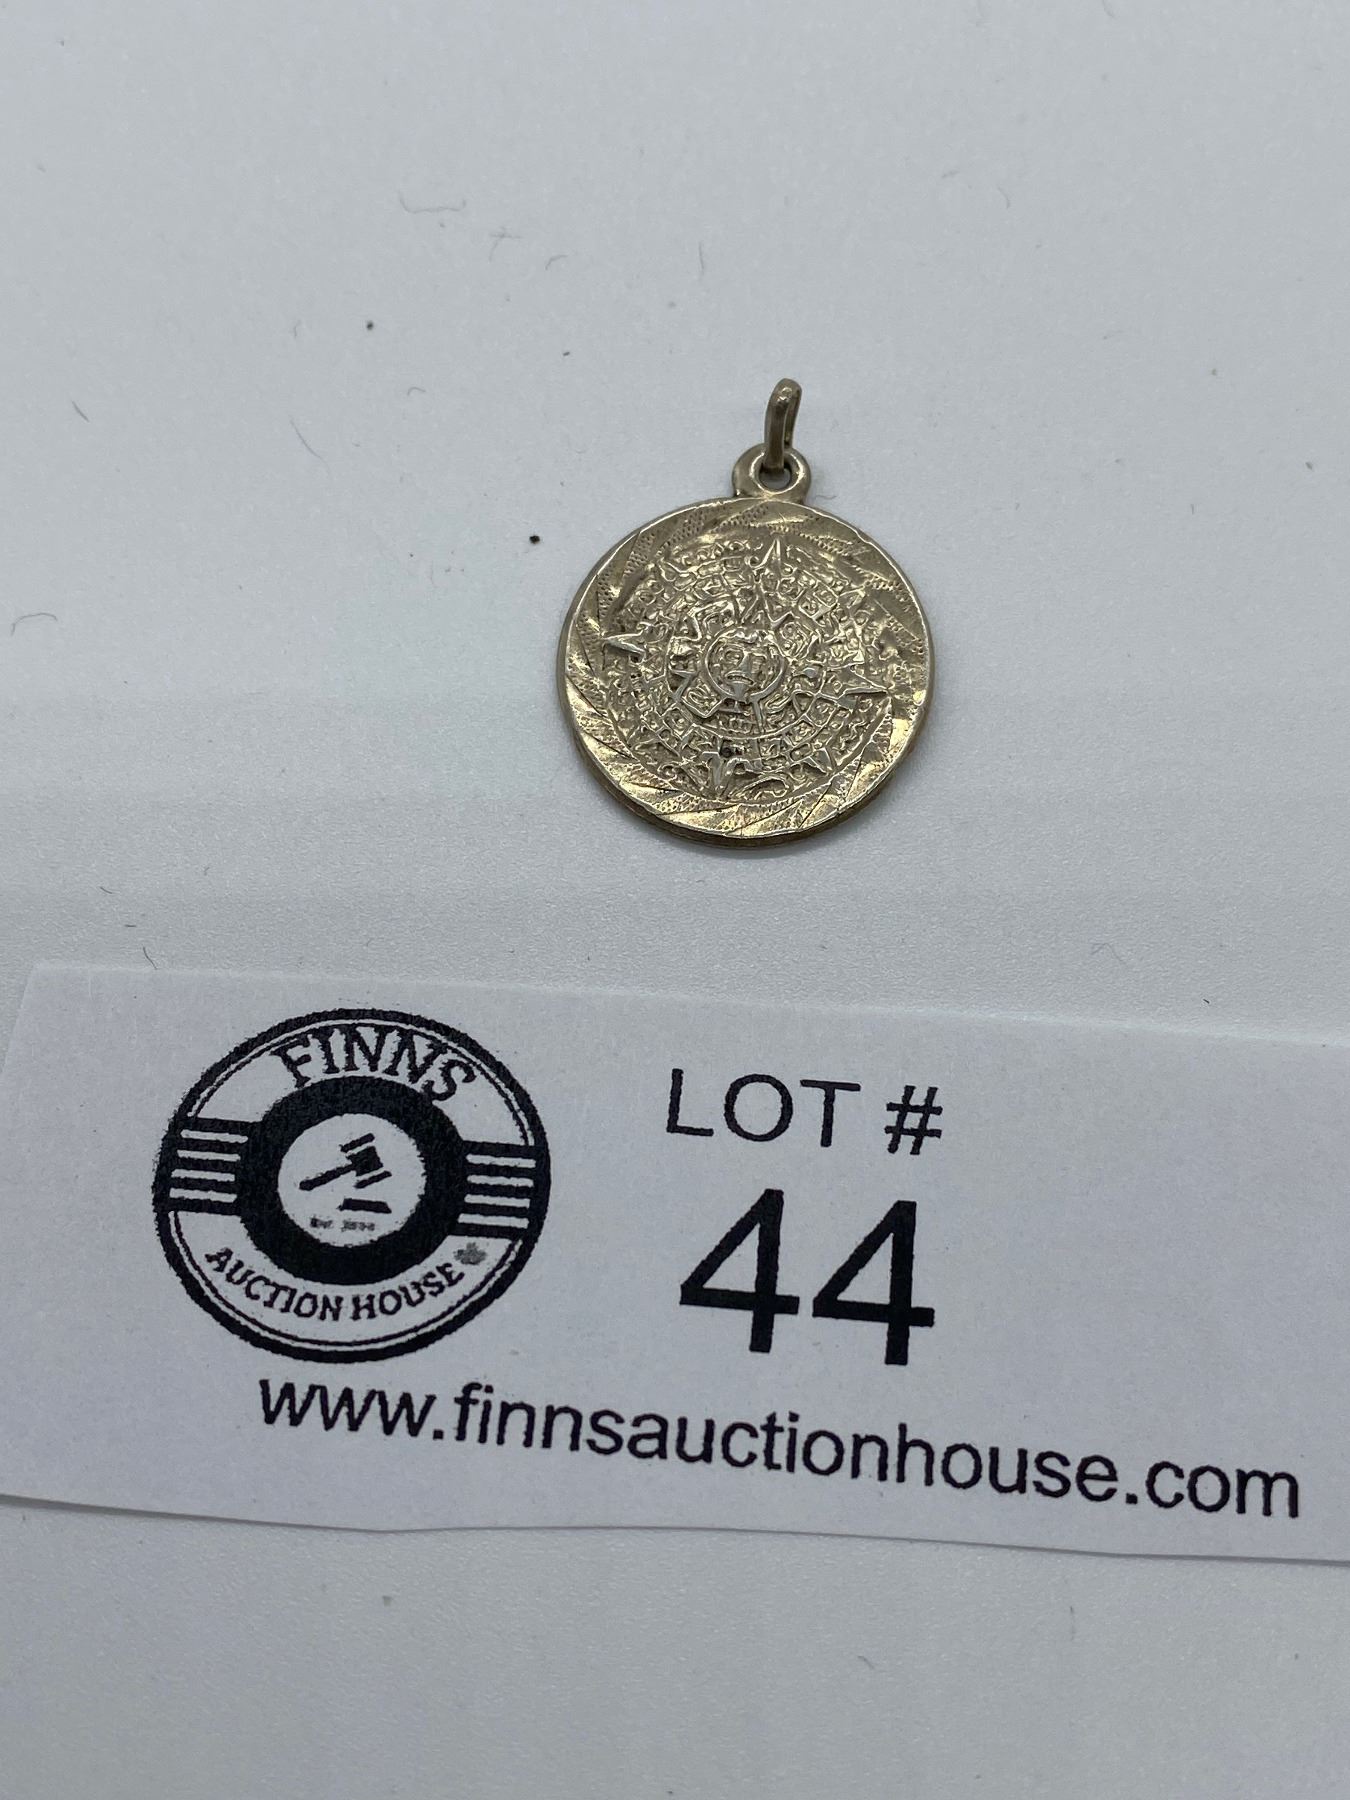 FINNS
AUCTION HOUSE
LOT #
44
www.finnsauctionhouse.com